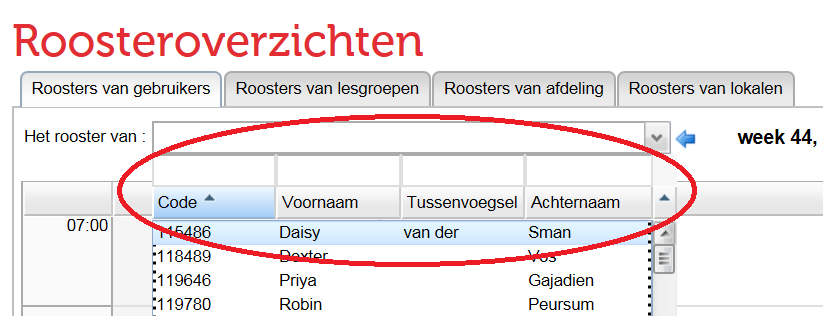 Roosteroverzichten
Roosters van gebruikers Roosters van lesgroepen Roosters van afdeling Roosters van lokalen
Het rooster van : week 44,
Code Voornaam Tussenvoegsel Achternaam
07:00 115486 Daisy van der Sman
118489 Dexter Vos
119646 Priya Gajadien
119780 Robin Peursum